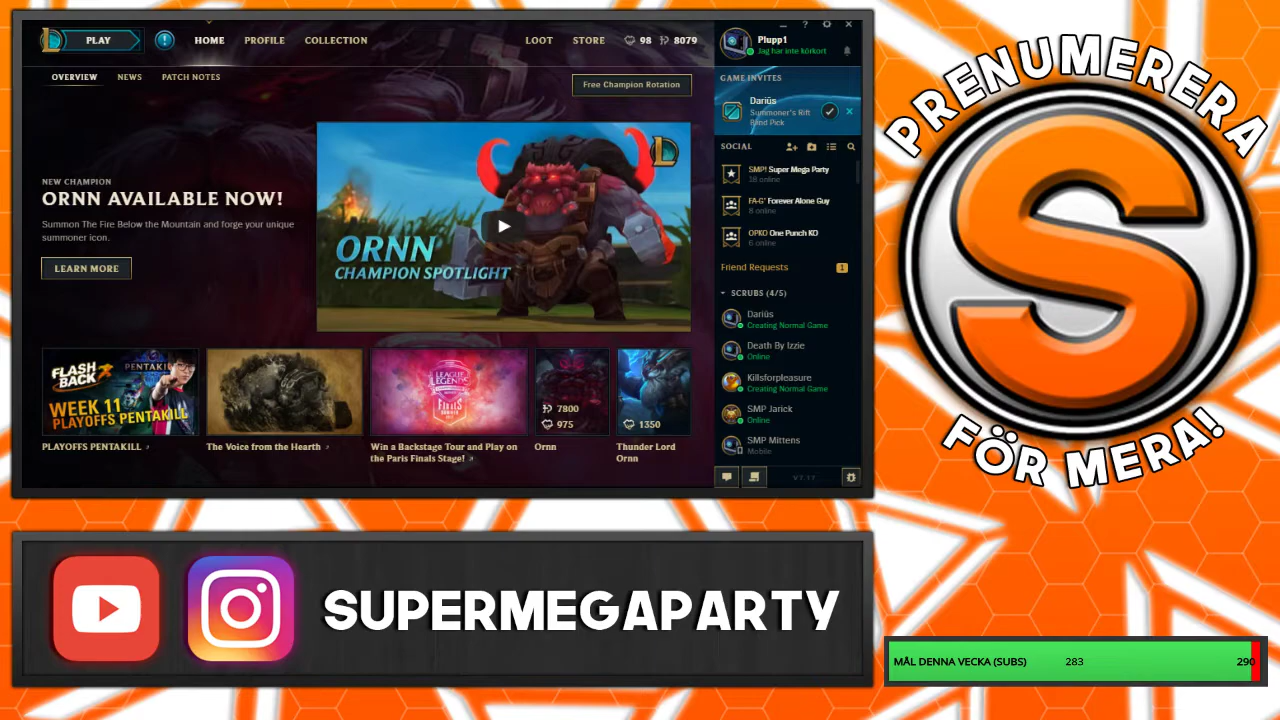 PLAY
HOME
PROFILE
COLLECTION
LOOT
STORE
98
8079
OVERVIEW
NEWS
PATCH NOTES
Free Champion Rotation
NEW CHAMPION
ORNN AVAILABLE NOW!
Summon The Fire Below the Mountain and forge your unique
summoner icon.
LEARN MORE
ORNN
CHAMPION SPOTLIGHT
FLASH
BACK
PENTAKILL
WEEK 11
PLAYOFFS PENTAKILL
LEAGUE
LEGENDS
7800
975
1350
PLAYOFFS PENTAKILL
The Voice from the Hearth
Win a Backstage Tour and Play on
the Paris Finals Stage!
Ornn
Thunder Lord
Ornn
?
Plupp1
Jag har inte körkort
GAME INVITES
Dariüs
Summoner's Rift
Blind Pick
SOCIAL
SMP! Super Mega Party
18 online
FA-G' Forever Alone Guy
8 online
OPKO One Punch KO
6 online
Friend Requests
1
SCRUBS (4/5)
Dariüs
Creating Normal Game
Death By Izzie
Online
Killsforpleasure
Creating Normal Game
SMP Jarick
Online
SMP Mittens
Mobile
V7.17
PRENUMERERA
S
FÖR MERA!
SUPERMEGAPARTY
MÅL DENNA VECKA (SUBS)
283
290